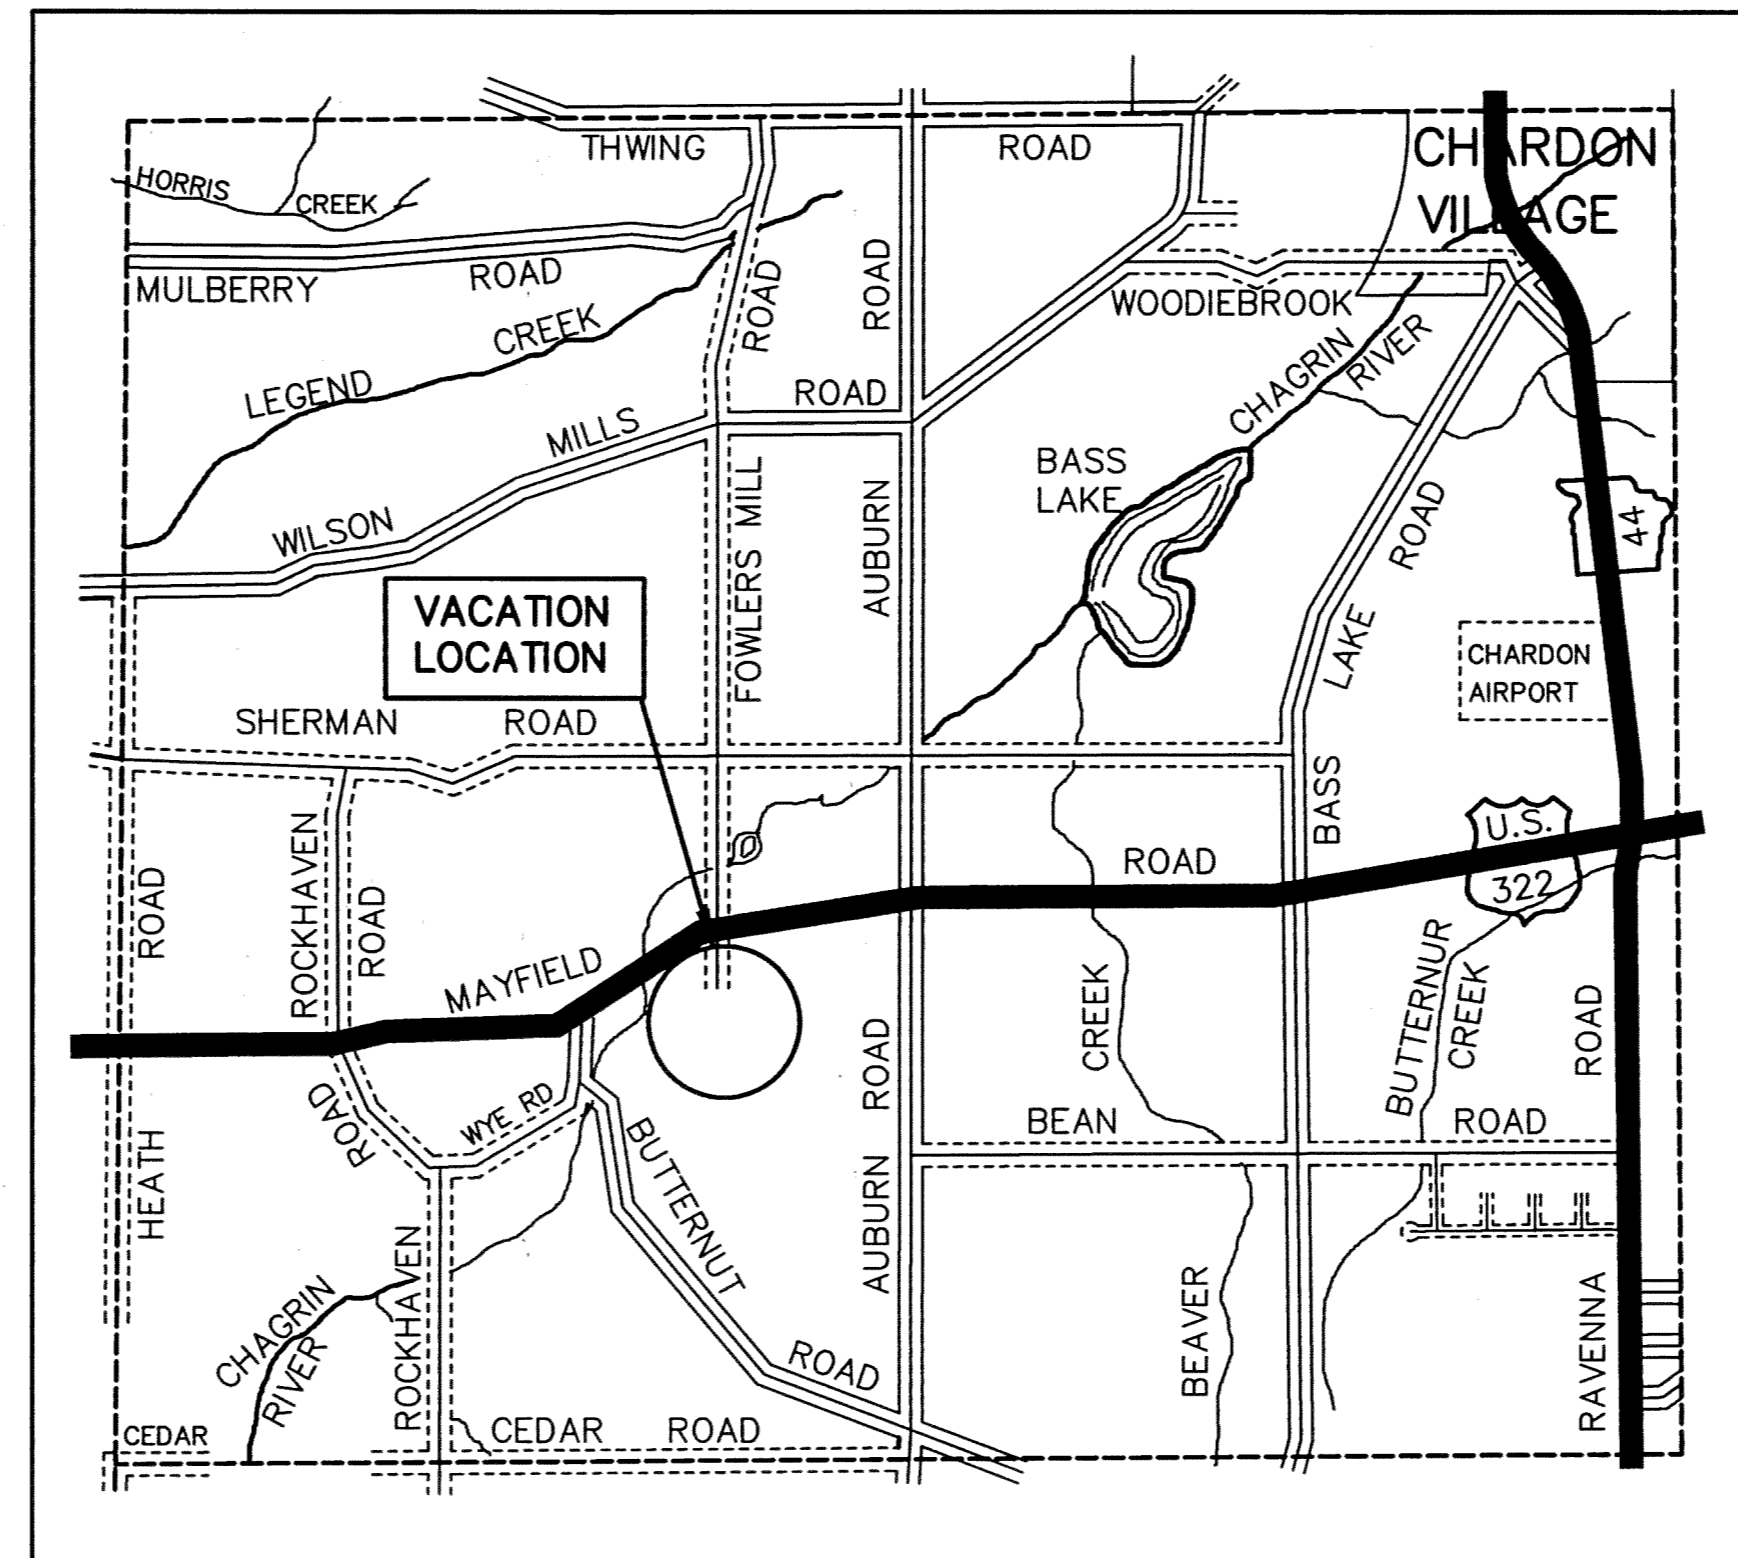 THWING ROAD
CHARDON
VILLAGE
HORRIS CREEK
MULBERRY ROAD
ROAD
ROAD
WOODIEBROOK
LEGEND CREEK
CHAGRIN
RIVER
WILSON MILLS ROAD
BASS
LAKE
FOWLERS MILL
AUBURN
LAKE ROAD
44
VACATION
LOCATION
CHARDON
AIRPORT
SHERMAN ROAD
BASS
U.S.
322
ROAD
ROCKHAVEN
ROAD
MAYFIELD
ROAD
CREEK
BUTTERNUR
CREEK
ROAD
ROAD
HEATH
ROAD
WYE RD
BUTTERNUT
ROAD
AUBURN
BEAN ROAD
BEAVER
RAVENNA
CHAGRIN
RIVER
ROCKHAVEN
CEDAR
CEDAR ROAD